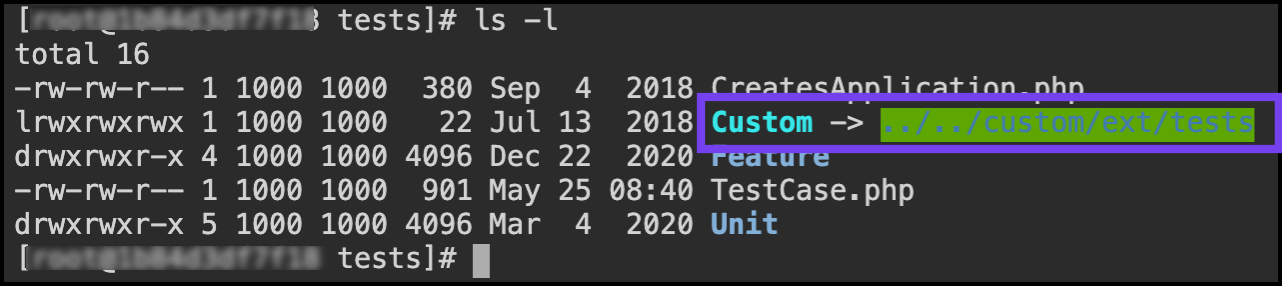 [ tests]# ls -l
total 16
-rw-rw-r-- 1 1000 1000  380 Sep  4  2018 CreatesApplication.php
lrwxrwxrwx 1 1000 1000   22 Jul 13  2018 Custom -> ../../custom/ext/tests
drwxrwxr-x 4 1000 1000 4096 Dec 22  2020 Feature
-rw-rw-r-- 1 1000 1000  901 May 25 08:40 TestCase.php
drwxrwxr-x 5 1000 1000 4096 Mar  4  2020 Unit
[ tests]#